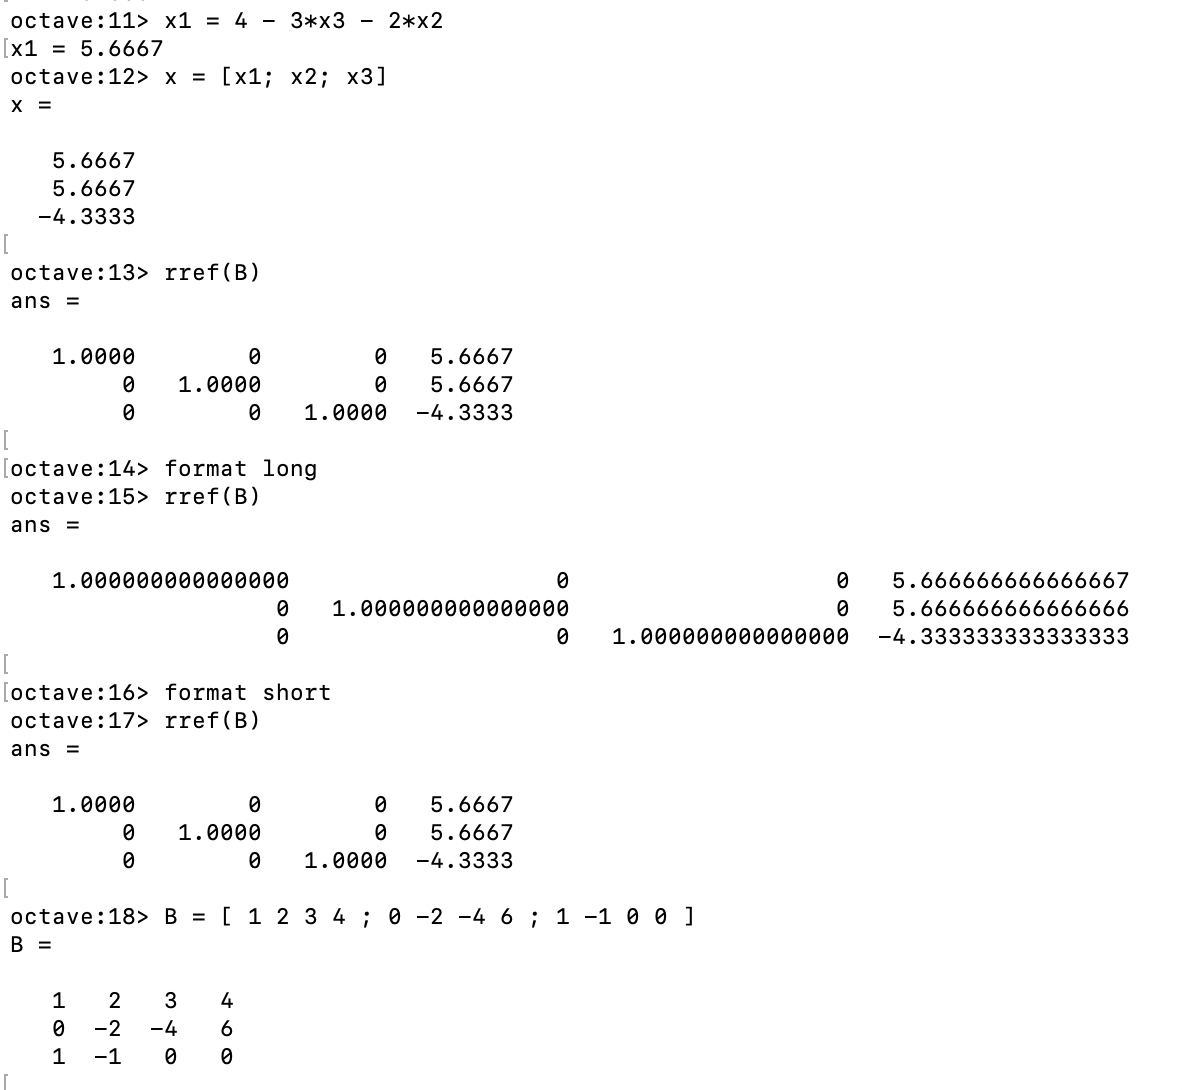 octave:11> x1 = 4 - 3*x3 - 2*x2
[x1 = 5.6667
octave:12> x = [x1; x2; x3]
x =
5.6667
5.6667
-4.3333
[
octave:13> rref(B)
ans =
1.0000 0 0 5.6667
0 1.0000 0 5.6667
0 0 1.0000 -4.3333
[
[octave:14> format long
octave:15> rref(B)
ans =
1.000000000000000 0 0 5.666666666666667
0 1.000000000000000 0 5.666666666666666
0 0 1.000000000000000 -4.333333333333333
[
[octave:16> format short
octave:17> rref(B)
ans =
1.0000 0 0 5.6667
0 1.0000 0 5.6667
0 0 1.0000 -4.3333
[
octave:18> B = [ 1 2 3 4 ; 0 -2 -4 6 ; 1 -1 0 0 ]
B =
1 2 3 4
0 -2 -4 6
1 -1 0 0
[